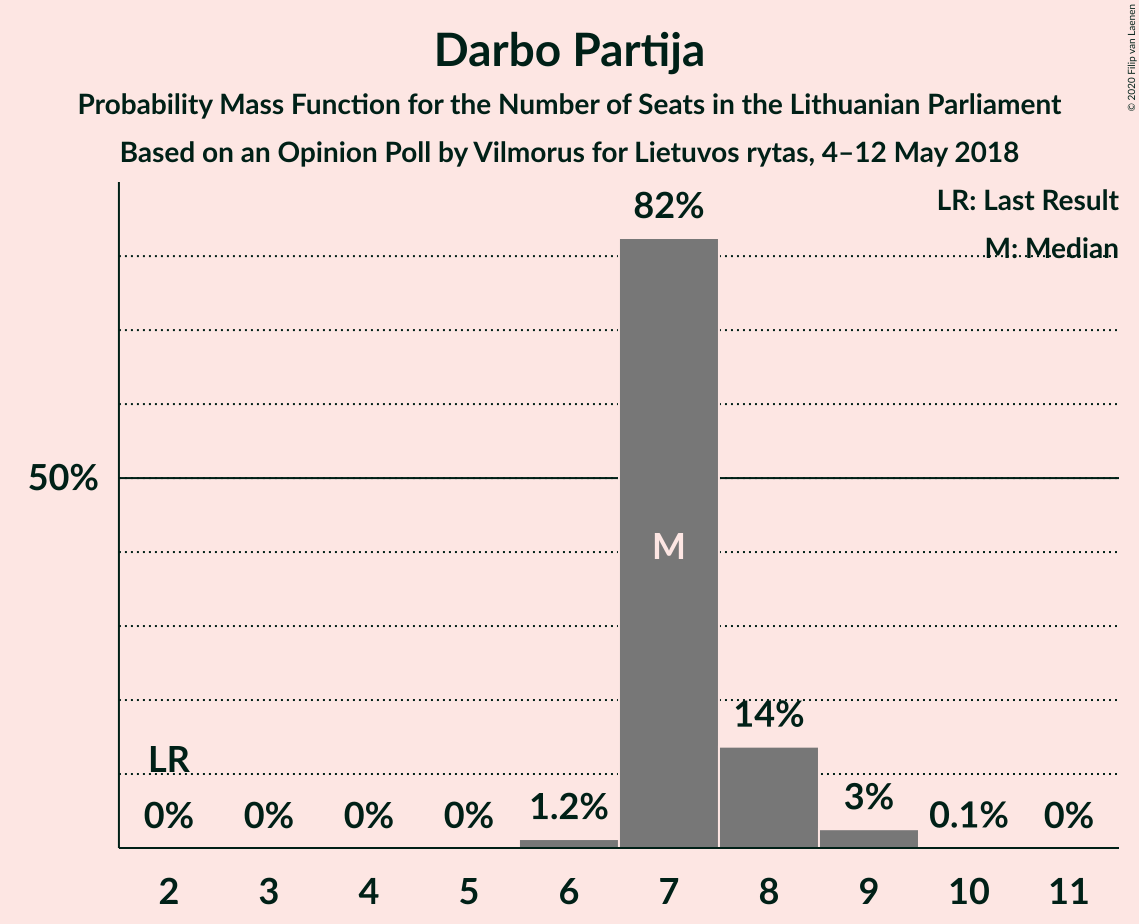 Darbo Partija
Probability Mass Function for the Number of Seats in the Lithuanian Parliament
Based on an Opinion Poll by Vilmorus for Lietuvos rytas, 4–12 May 2018
© 2020 Filip van Laenen
LR: Last Result
M: Median
82%
50%
M
14%
LR
0% 0% 0% 0% 1.2% 3% 0.1% 0%
2 3 4 5 6 7 8 9 10 11